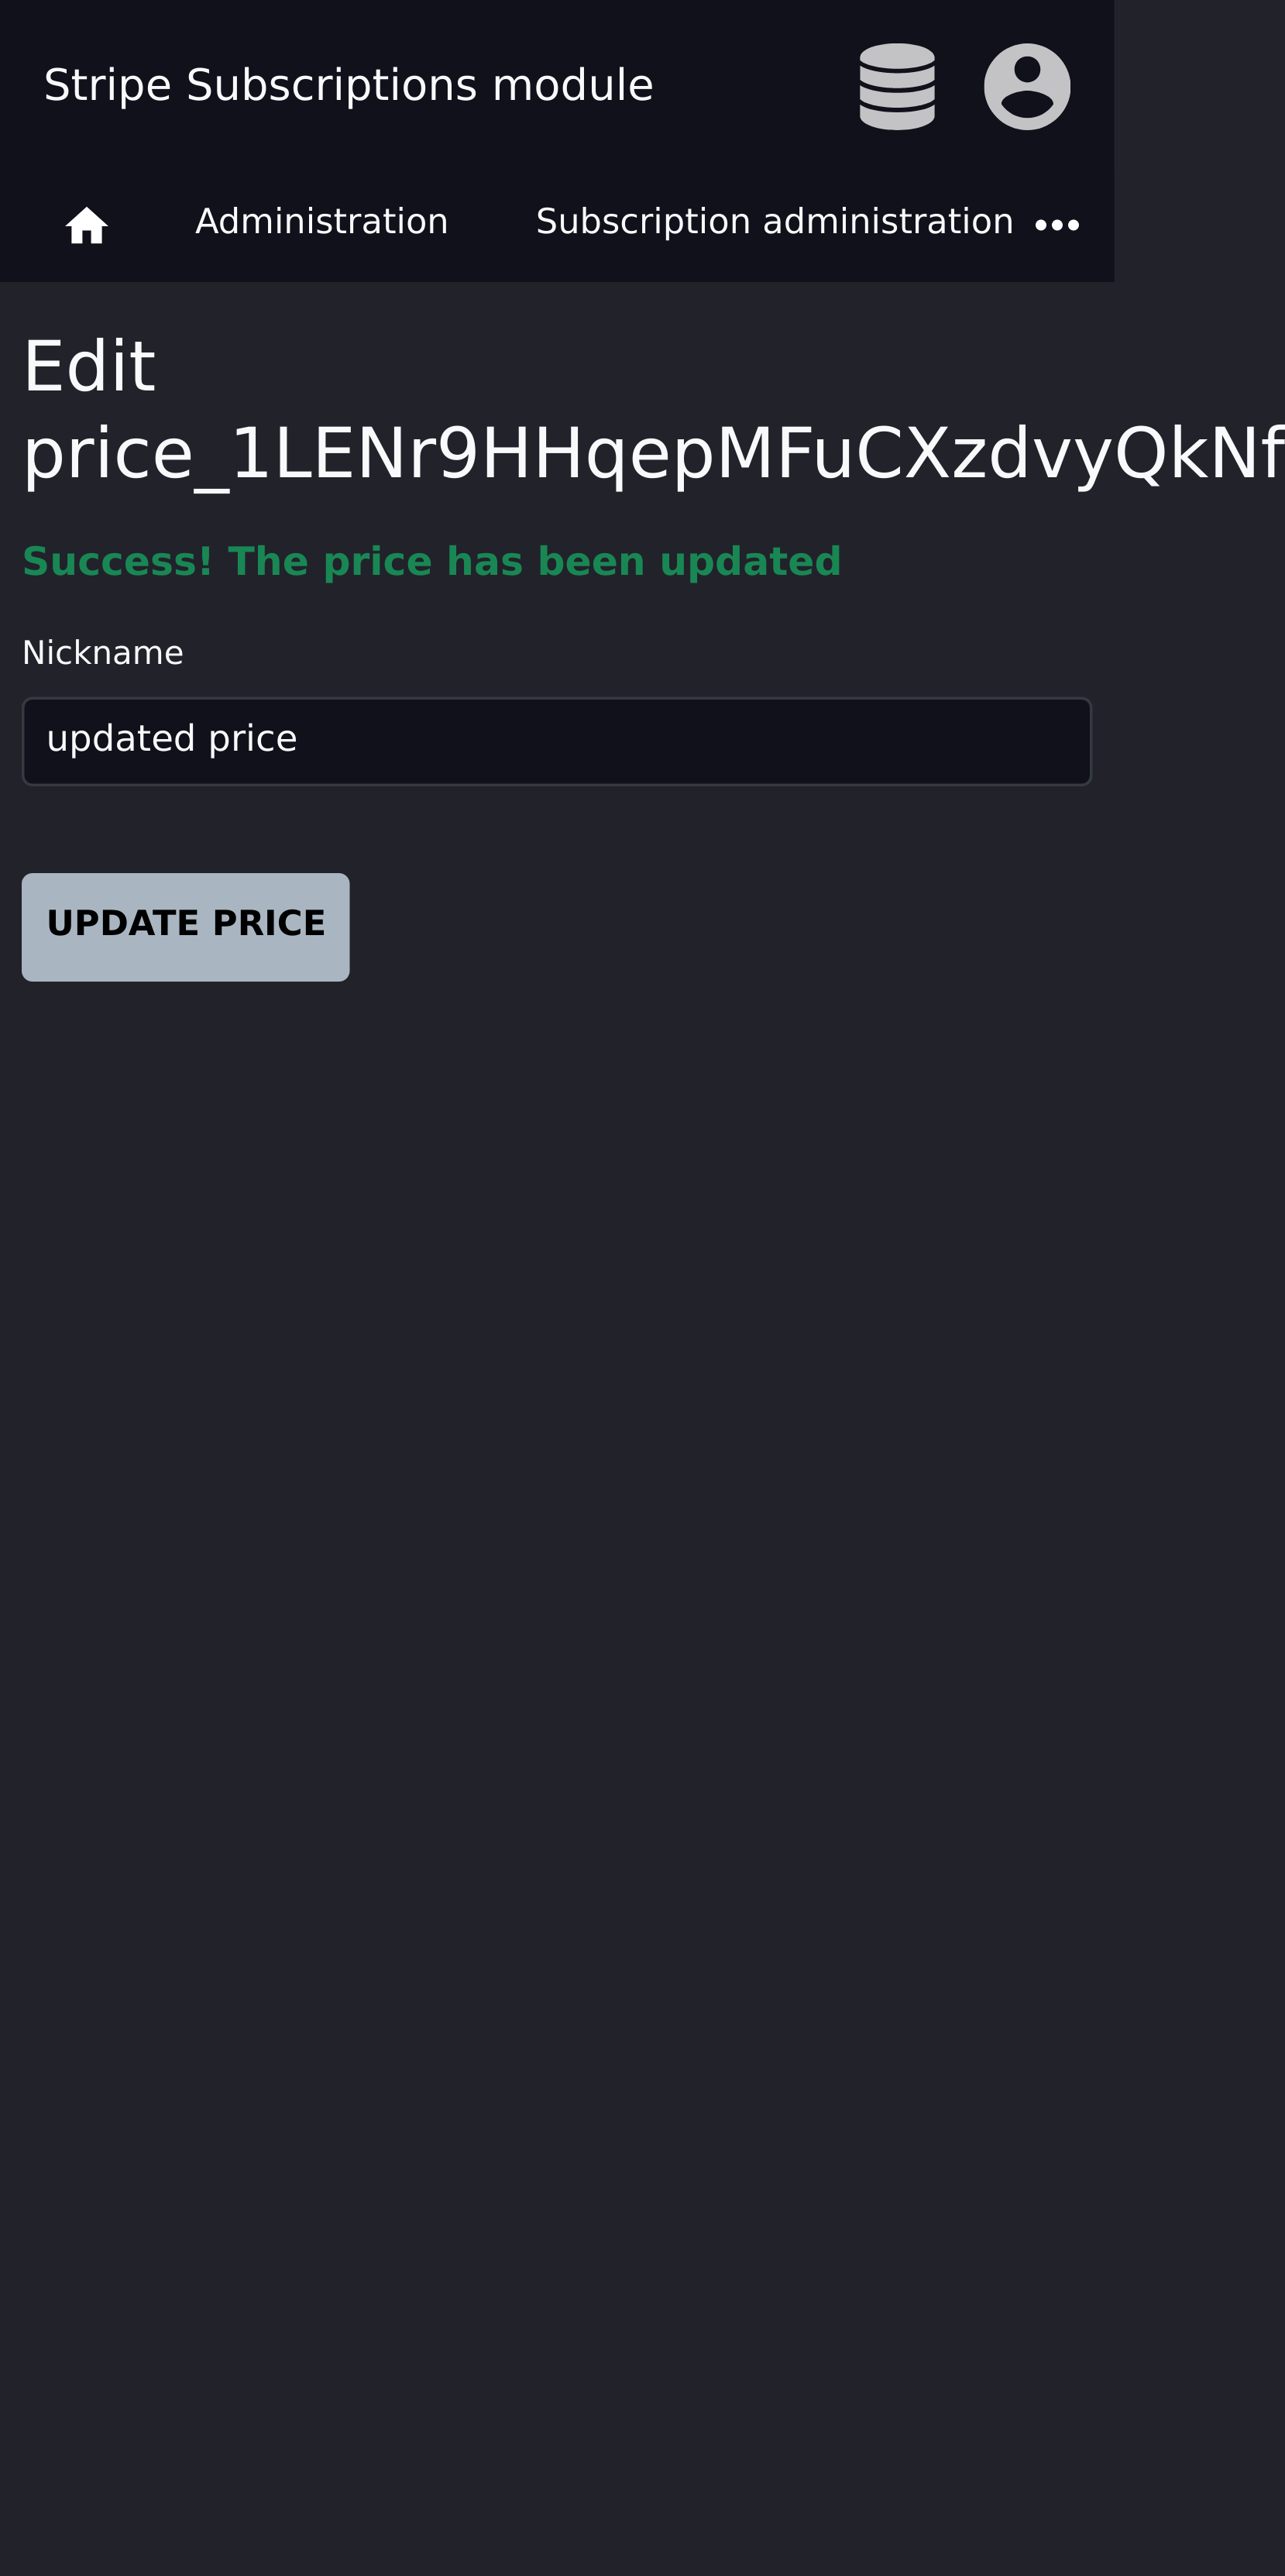 Stripe Subscriptions module
Administration Subscription administration
Edit
price_1LENr9HHqepMFuCXzdvyQkNf
Success! The price has been updated
Nickname
updated price
UPDATE PRICE